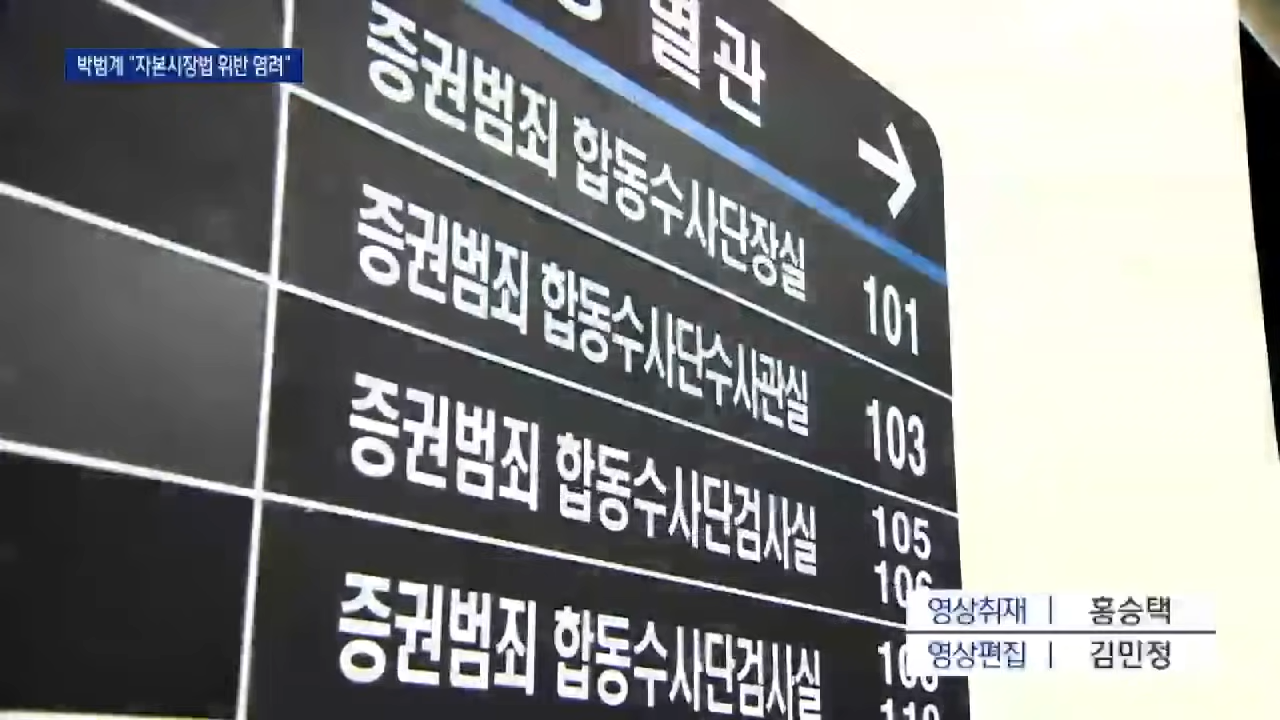 박범계 "자본시장법 위반 염려"
별관
증권범죄 합동수사단장실 101
증권범죄 합동수사단수사관실 103
증권범죄 합동수사단검사실 105
106
증권범죄 합동수사단검사실
110
영상취재 | 홍승택
영상편집 | 김민정